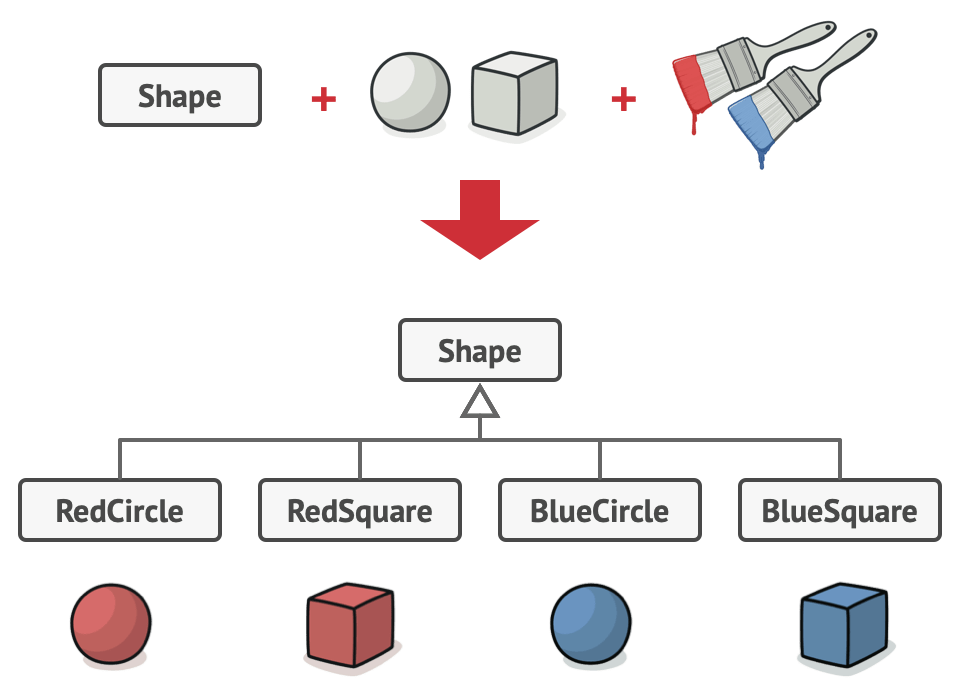 Shape
+
+
Shape
RedCircle
RedSquare
BlueCircle
BlueSquare